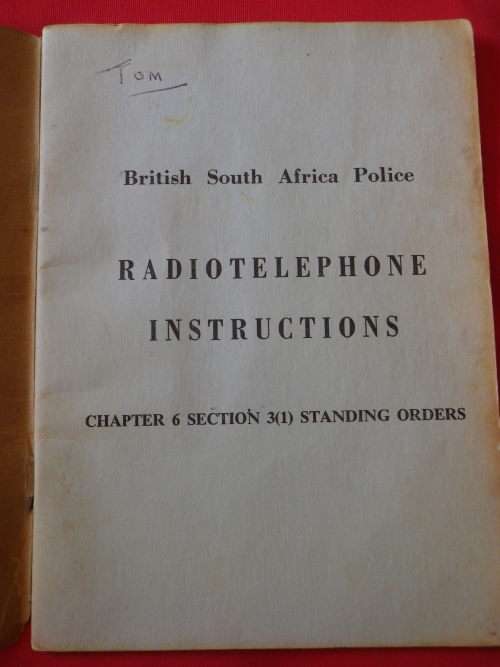 Tom
British South Africa Police
RADIOTELEPHONE
INSTRUCTIONS
CHAPTER 6 SECTION 3(1) STANDING ORDERS